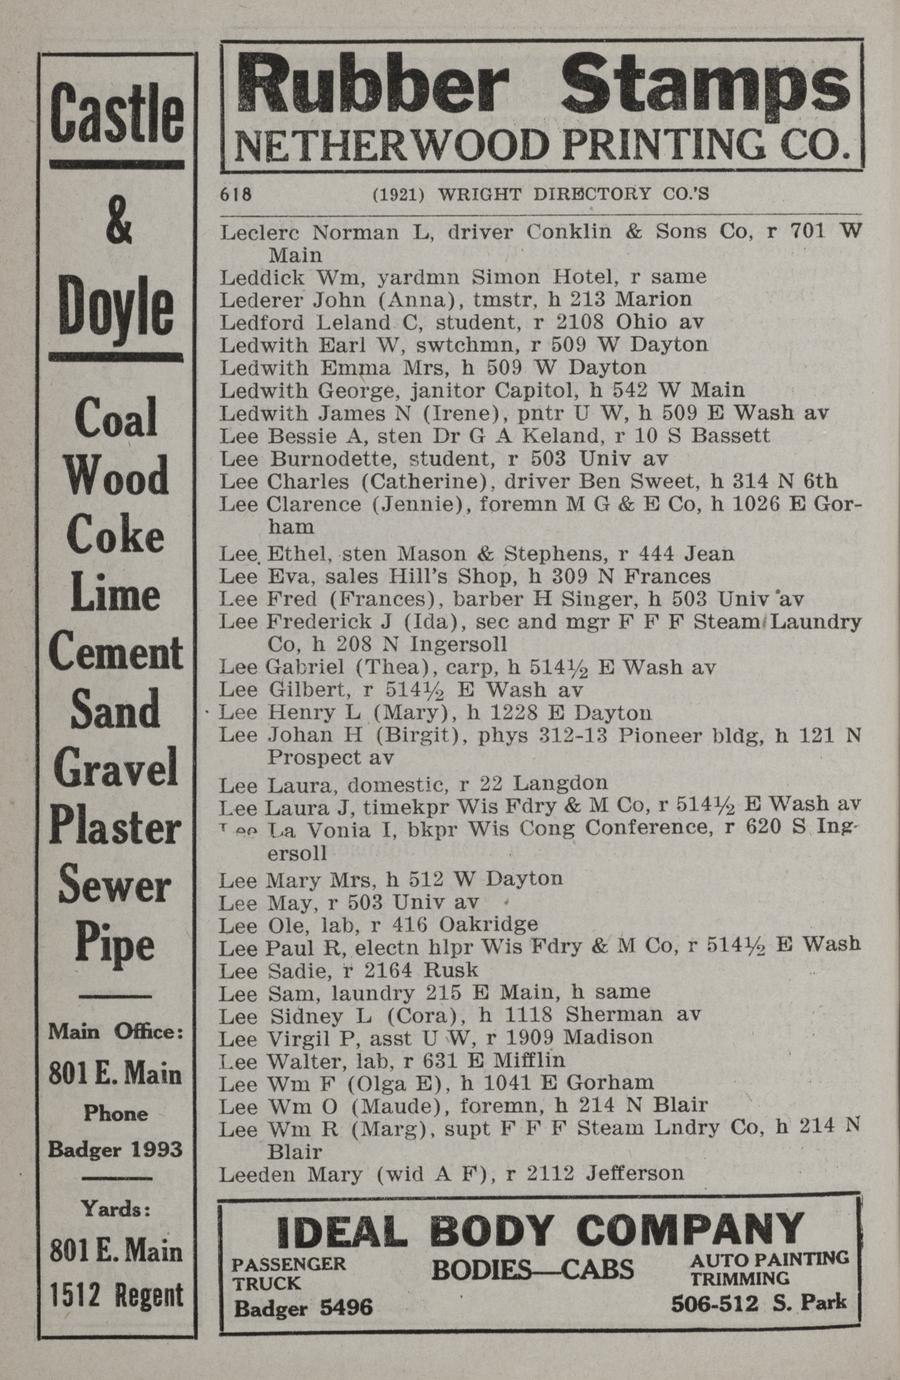 Castle
&
Doyle
Coal
Wood
Coke
Lime
Cement
Sand
Gravel
Plaster
Sewer
Pipe
Main Office:
801 E. Main
Phone
Badger 1993
Yards:
801 E. Main
1512 Regent
Rubber Stamps
NETHERWOOD PRINTING CO.
618 (1921) WRIGHT DIRECTORY CO.'S
Leclerc Norman L, driver Conklin & Sons Co, r 701 W
Main
Leddick Wm, yardmn Simon Hotel, r same
Lederer John (Anna), tmstr, h 213 Marion
Ledford Leland C, student, r 2108 Ohio av
Ledwith Earl W, swtchmn, r 509 W Dayton
Ledwith Emma Mrs, h 509 W Dayton
Ledwith George, janitor Capitol, h 542 W Main
Ledwith James N (Irene), pntr U W, h 509 E Wash av
Lee Bessie A, sten Dr G A Keland, r 10 S Bassett
Lee Burnodette, student, r 503 Univ av
Lee Charles (Catherine), driver Ben Sweet, h 314 N 6th
Lee Clarence (Jennie), foremn M G & E Co, h 1026 E Gor-
ham
Lee Ethel, sten Mason & Stephens, r 444 Jean
Lee Eva, sales Hill's Shop, h 309 N Frances
Lee Fred (Frances), barber H Singer, h 503 Univ av
Lee Frederick J (Ida), sec and mgr F F F Steam Laundry
Co, h 208 N Ingersoll
Lee Gabriel (Thea), carp, h 514½ E Wash av
Lee Gilbert, r 514½ E Wash av
Lee Henry L (Mary), h 1228 E Dayton
Lee Johan H (Birgit), phys 312-13 Pioneer bldg, h 121 N
Prospect av
Lee Laura, domestic, r 22 Langdon
Lee Laura J, timekpr Wis Fdry & M Co, r 514½ E Wash av
Lee La Vonia I, bkpr Wis Cong Conference, r 620 S Ing-
ersoll
Lee Mary Mrs, h 512 W Dayton
Lee May, r 503 Univ av
Lee Ole, lab, r 416 Oakridge
Lee Paul R, electn hlpr Wis Fdry & M Co, r 514½ E Wash
Lee Sadie, r 2164 Rusk
Lee Sam, laundry 215 E Main, h same
Lee Sidney L (Cora), h 1118 Sherman av
Lee Virgil P, asst U W, r 1909 Madison
Lee Walter, lab, r 631 E Mifflin
Lee Wm F (Olga E), h 1041 E Gorham
Lee Wm O (Maude), foremn, h 214 N Blair
Lee Wm R (Marg), supt F F F Steam Lndry Co, h 214 N
Blair
Leeden Mary (wid A F), r 2112 Jefferson
IDEAL BODY COMPANY
PASSENGER
TRUCK
Badger 5496
BODIES—CABS
AUTO PAINTING
TRIMMING
506-512 S. Park